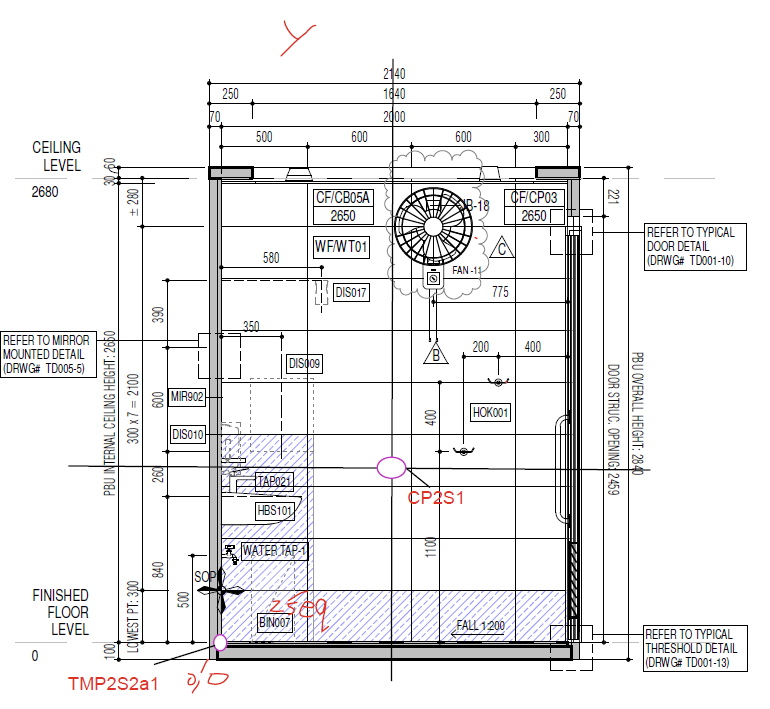 Y
2140
250
1640
250
70
2000
70
500
600
600
300
CEILING
LEVEL
2680
30
160
± 280
CF/CB05A
2650
WF/WT01
JB-18
CF/CP03
2650
221
C
FAN -11
580
DIS017
775
REFER TO TYPICAL
DOOR DETAIL
(DRWG# TD001-10)
390
350
B
200
400
REFER TO MIRROR
MOUNTED DETAIL
(DRWG# TD005-5)
DIS009
PBU INTERNAL CEILING HEIGHT: 2650
300 x 7 = 2100
600
MIR902
HOK001
400
DOOR STRUC. OPENING: 2459
PBU OVERALL HEIGHT: 2840
DIS010
260
TAP021
CP2S1
HBS101
1100
WATER TAP-1
840
SOP
500
LOWEST PT: 300
FINISHED
FLOOR
LEVEL
BIN007
FALL 1:200
0
100
REFER TO TYPICAL
THRESHOLD DETAIL
(DRWG# TD001-13)
TMP2S2a1
0,0